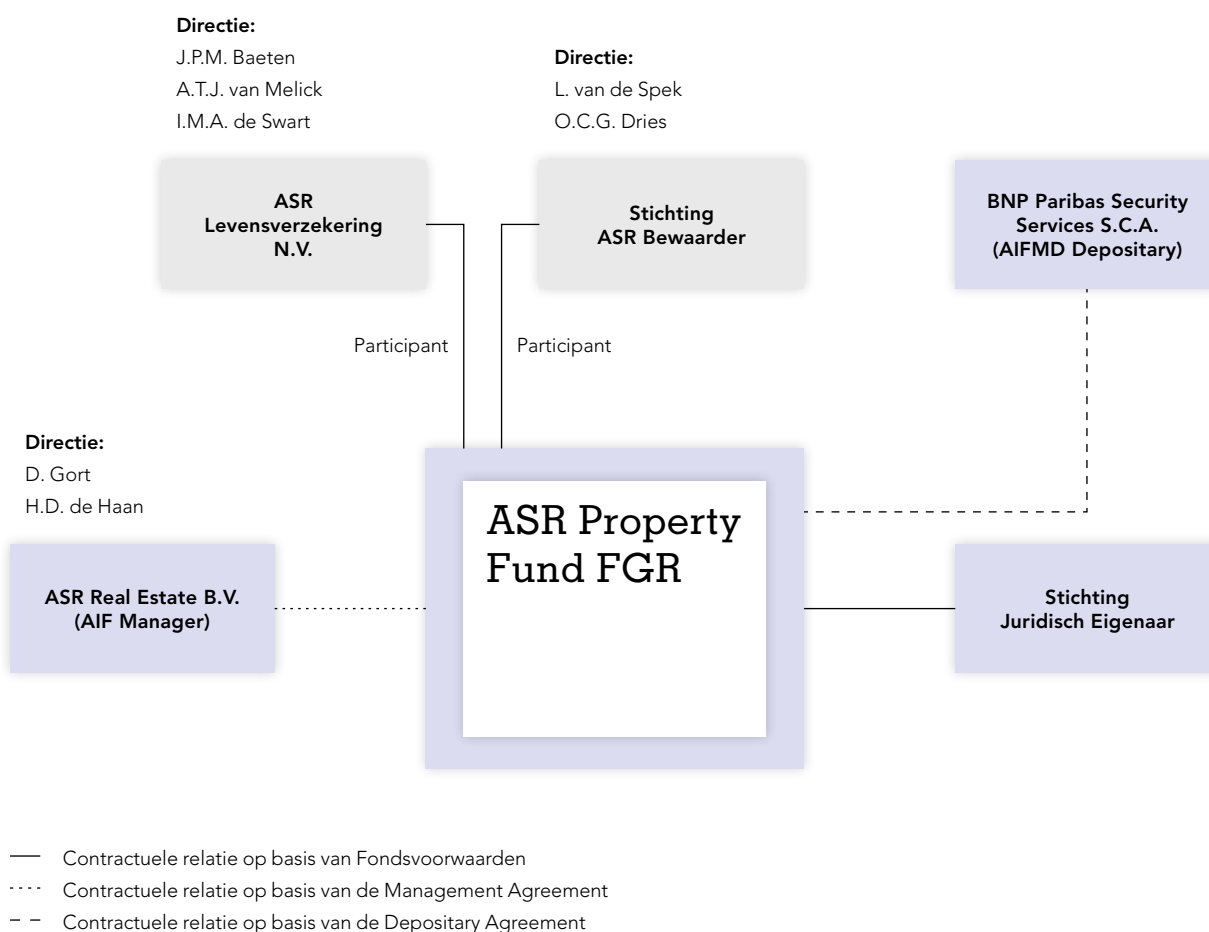 Directie:
J.P.M. Baeten
A.T.J. van Melick
I.M.A. de Swart
Directie:
L. van de Spek
O.C.G. Dries
ASR
Levensverzekering
N.V.
Stichting
ASR Bewaarder
BNP Paribas Security
Services S.C.A.
(AIFMD Depositary)
Participant
Participant
Directie:
D. Gort
H.D. de Haan
ASR Property
Fund FGR
ASR Real Estate B.V.
(AIF Manager)
Stichting
Juridisch Eigenaar
Contractuele relatie op basis van Fondsvoorwaarden
Contractuele relatie op basis van de Management Agreement
Contractuele relatie op basis van de Depositary Agreement